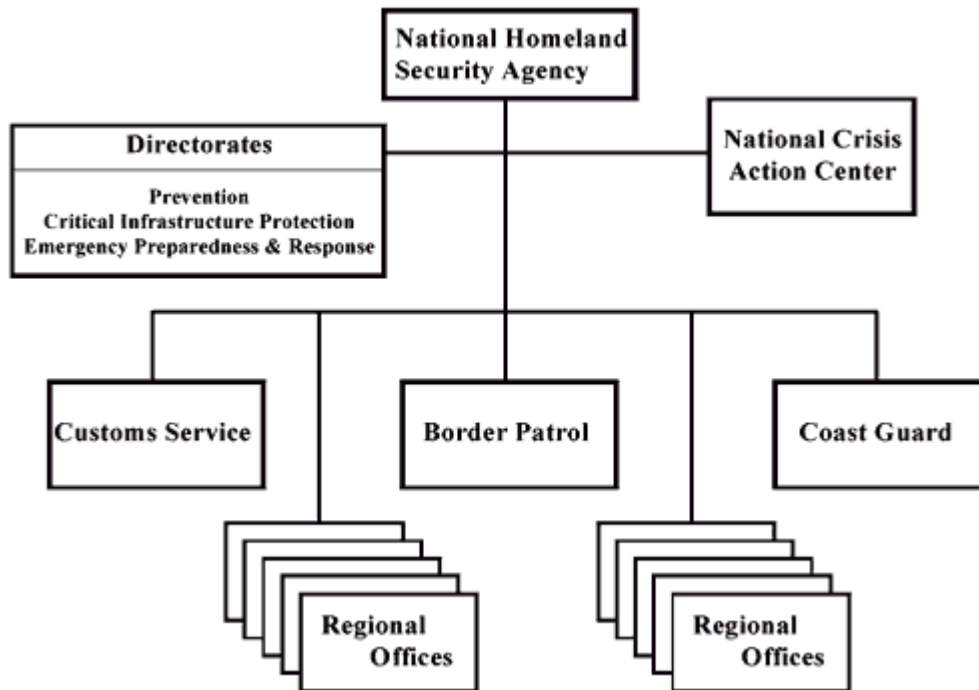 National Homeland
Security Agency
Directorates
Prevention
Critical Infrastructure Protection
Emergency Preparedness & Response
National Crisis
Action Center
Customs Service
Border Patrol
Coast Guard
Regional
Offices
Regional
Offices